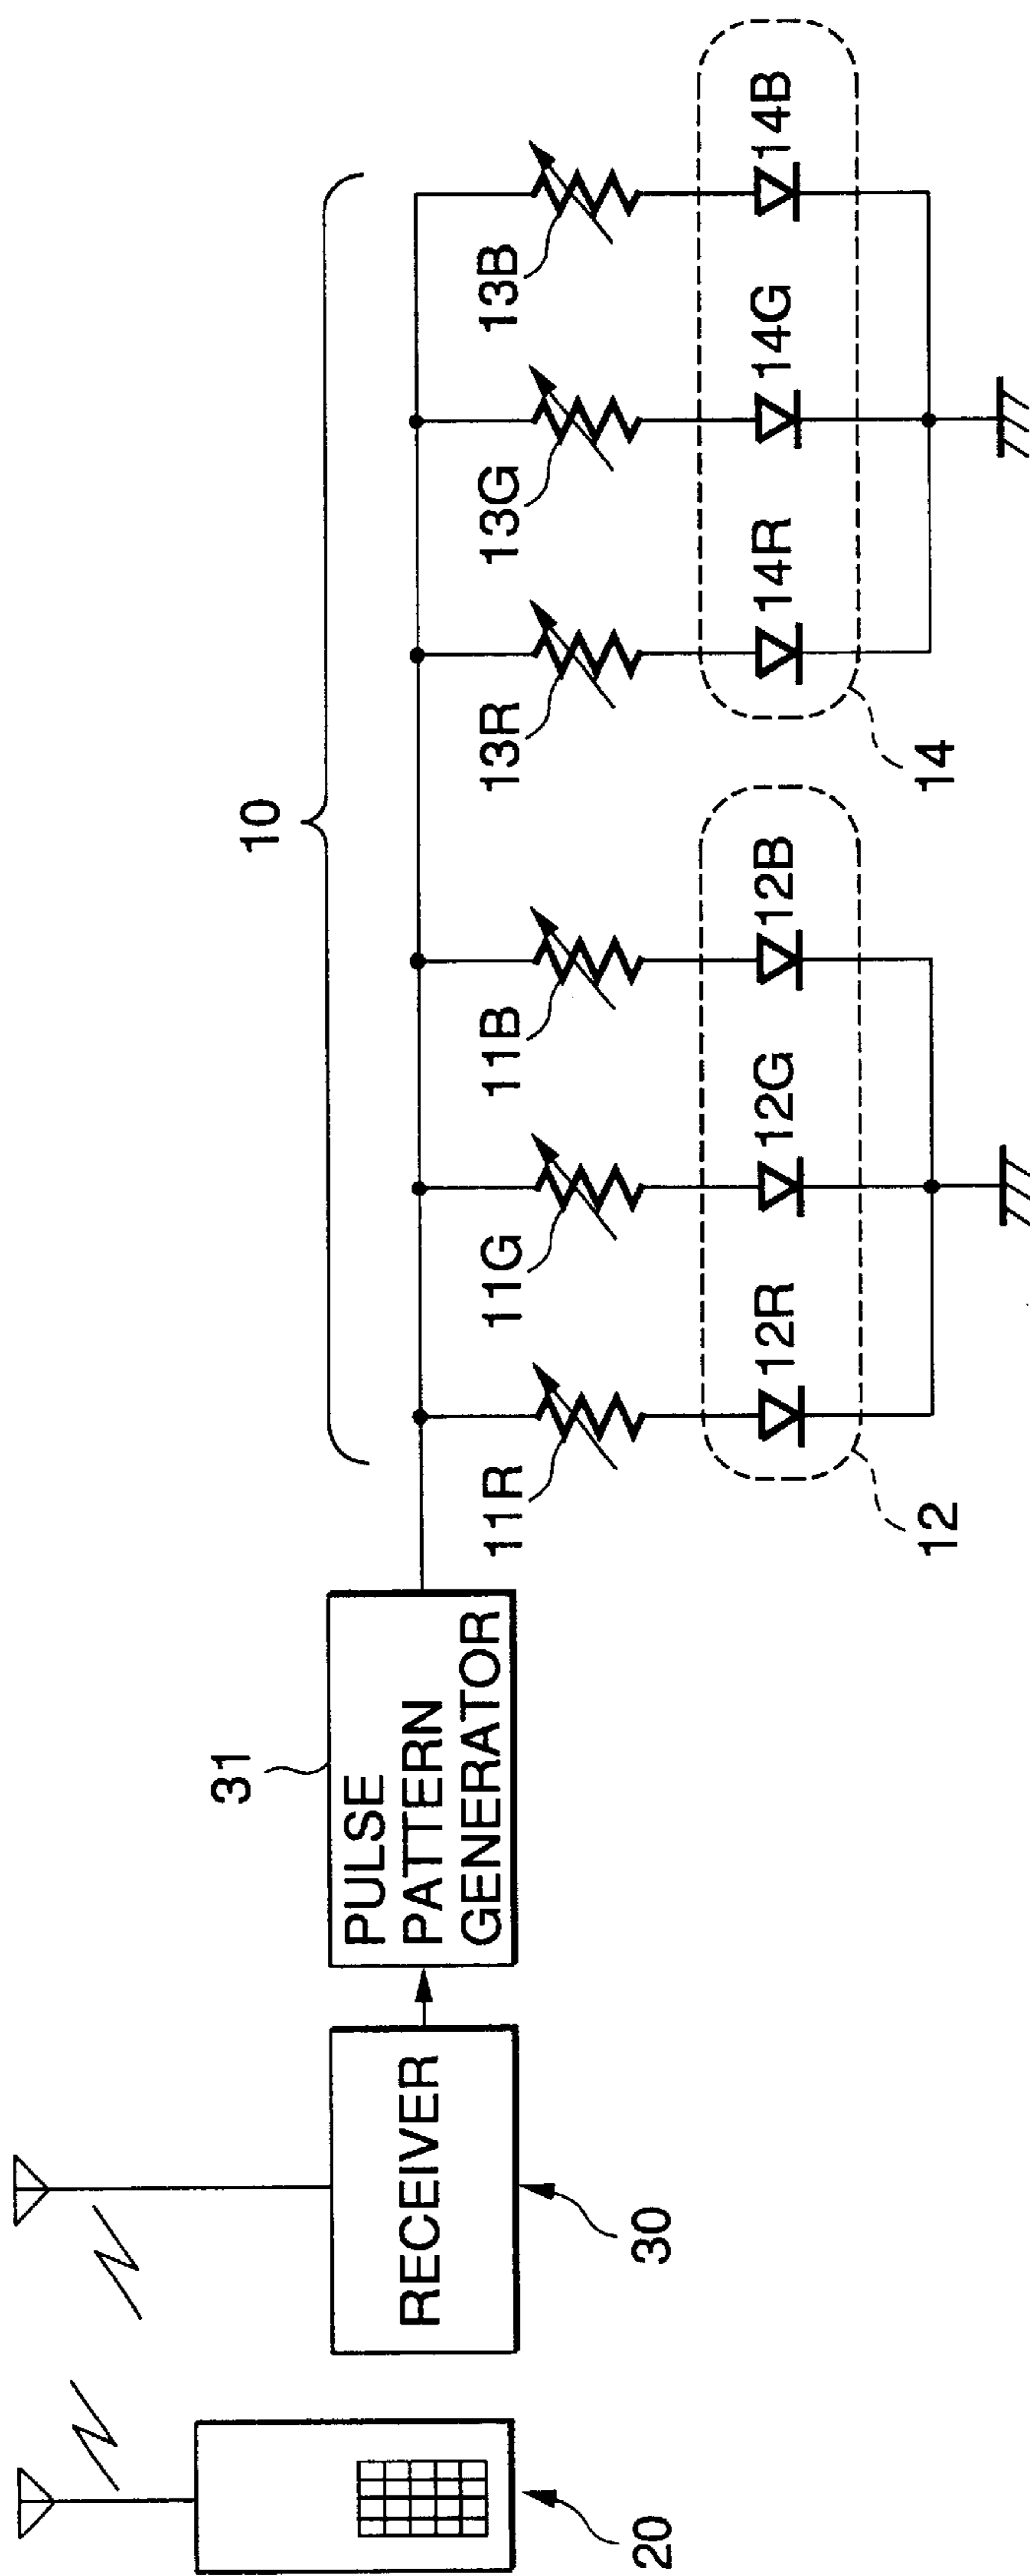 10
31
PULSE
PATTERN
GENERATOR
RECEIVER
30
20
11R
11G
11B
13R
13G
13B
12R
12G
12B
14R
14G
14B
12
14